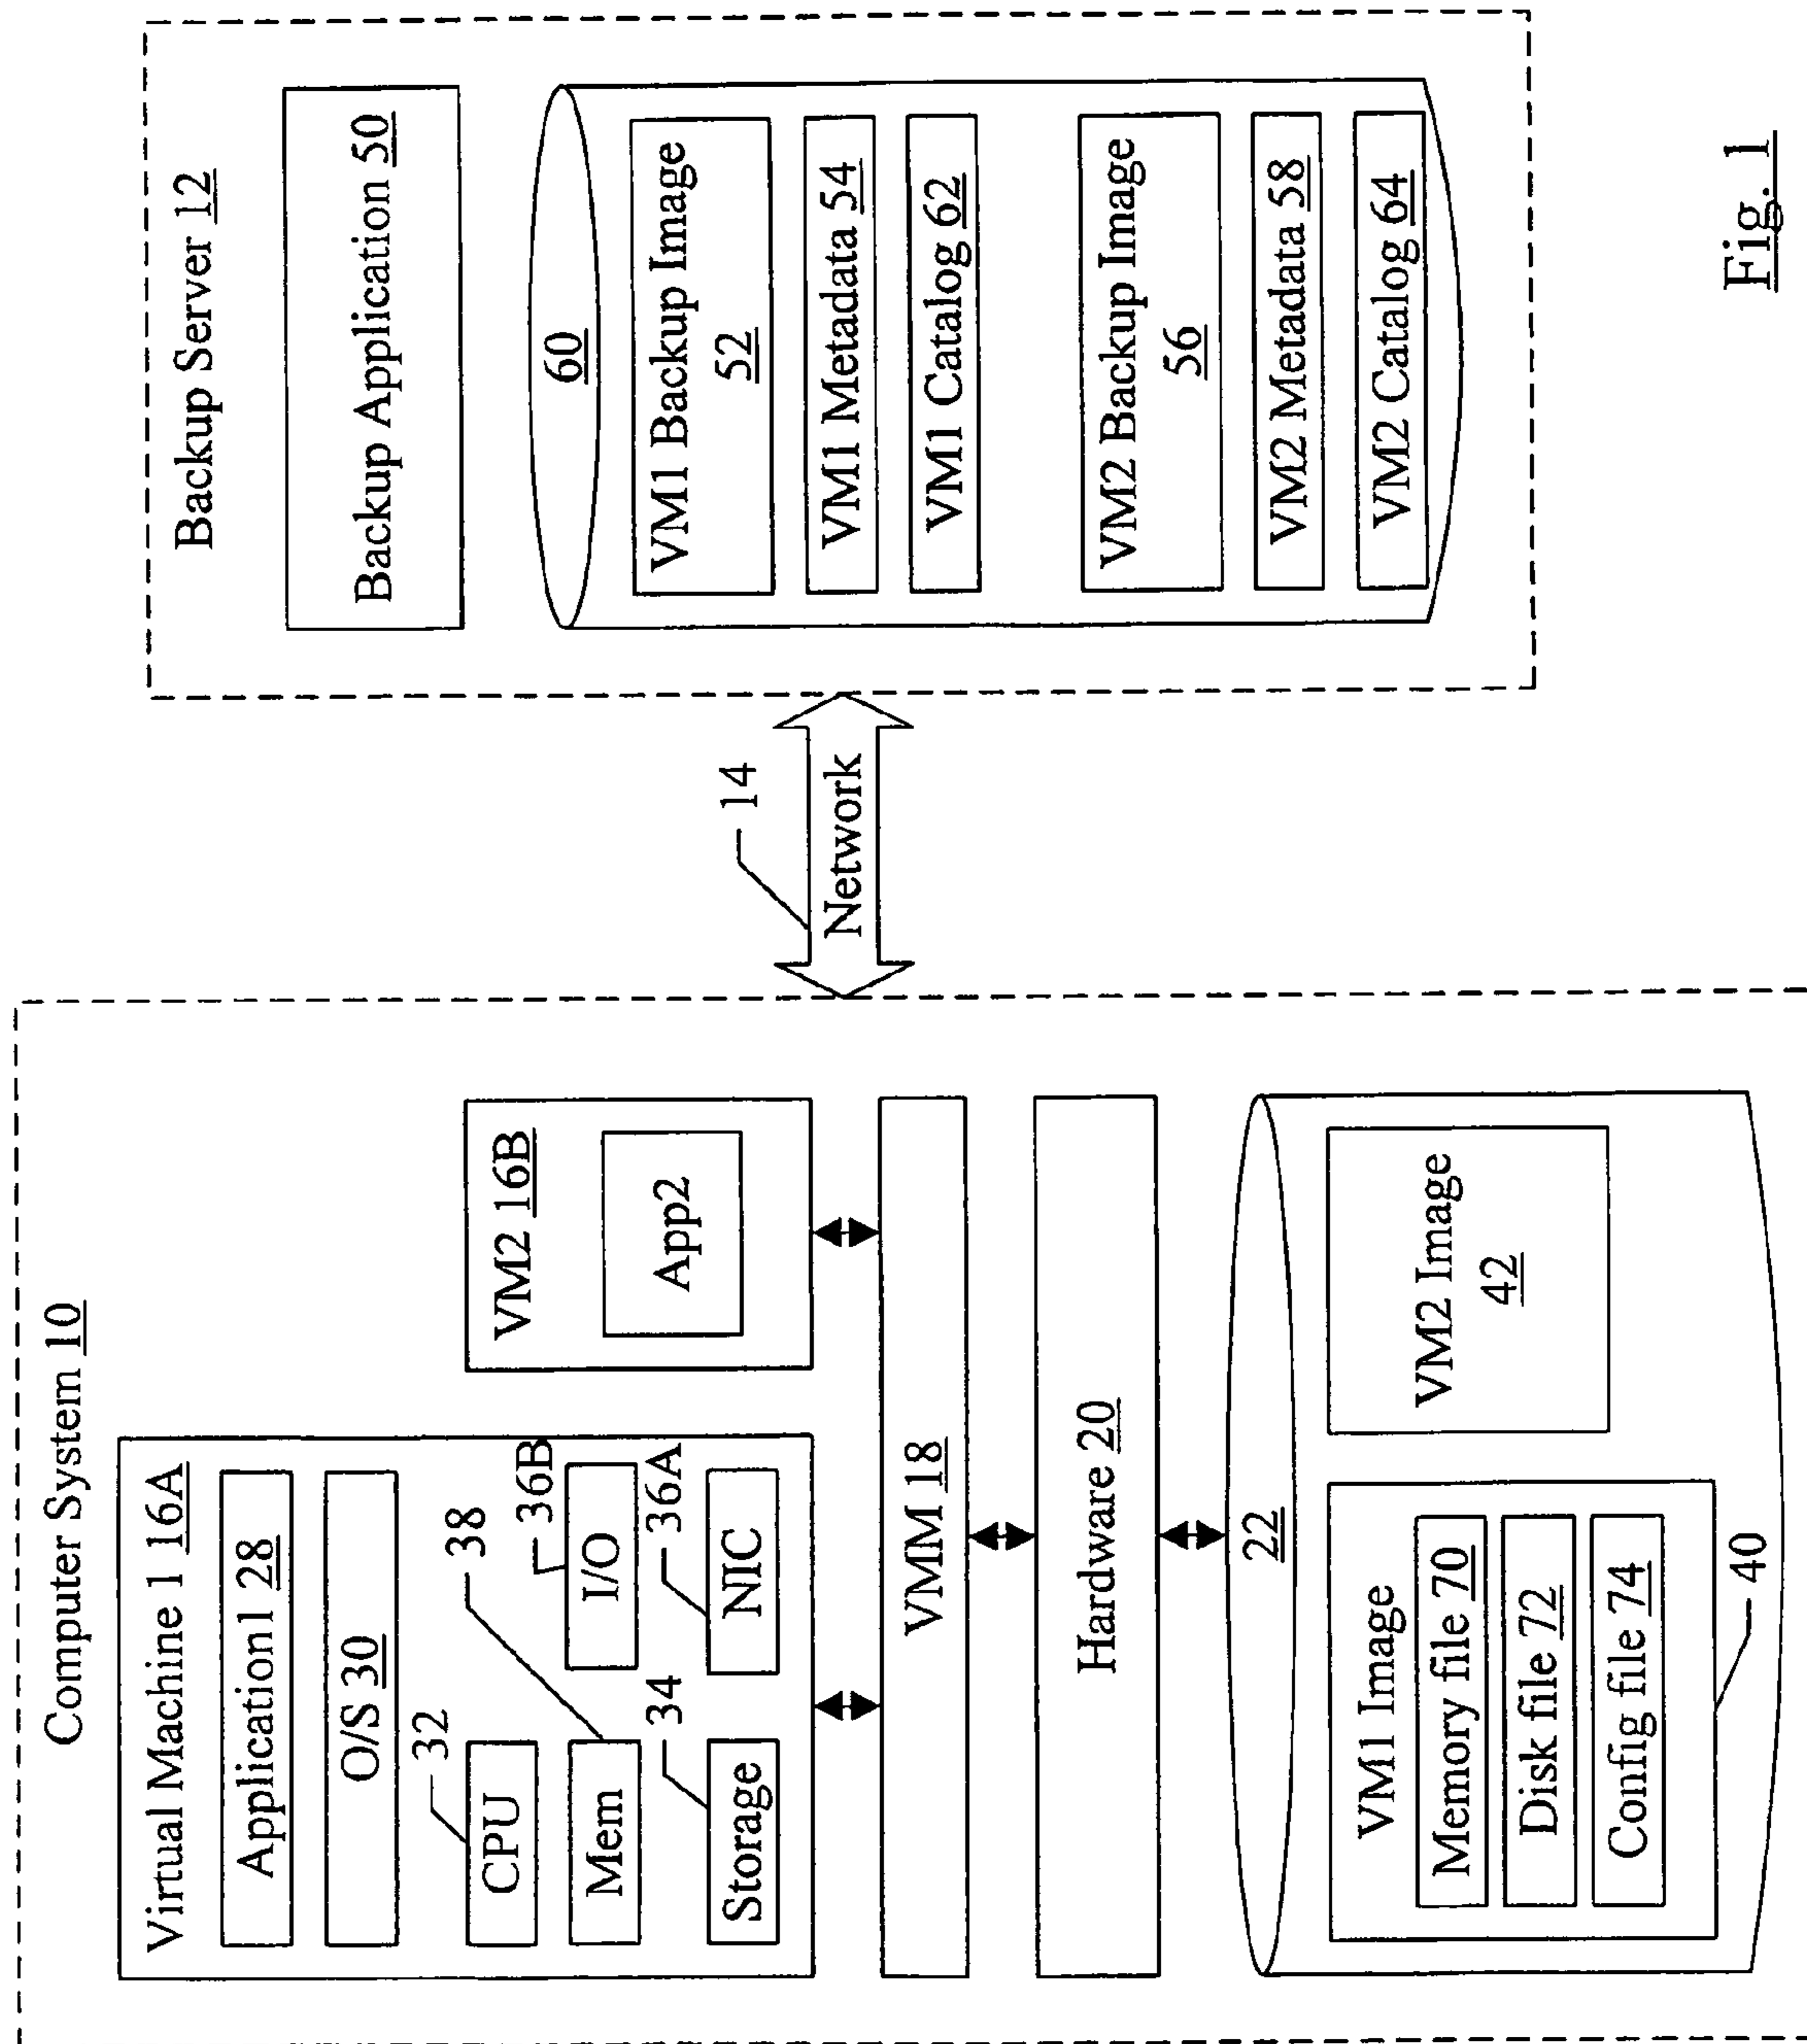 Computer System 10
Virtual Machine 1 16A
Application1 28
O/S 30
32
CPU
38
Mem
36B
I/O
34
Storage
36A
NIC
VM2 16B
App2
VMM 18
Hardware 20
22
VM1 Image
Memory file 70
Disk file 72
Config file 74
40
VM2 Image
42
14
Network
Backup Server 12
Backup Application 50
60
VM1 Backup Image
52
VM1 Metadata 54
VM1 Catalog 62
VM2 Backup Image
56
VM2 Metadata 58
VM2 Catalog 64
Fig. 1